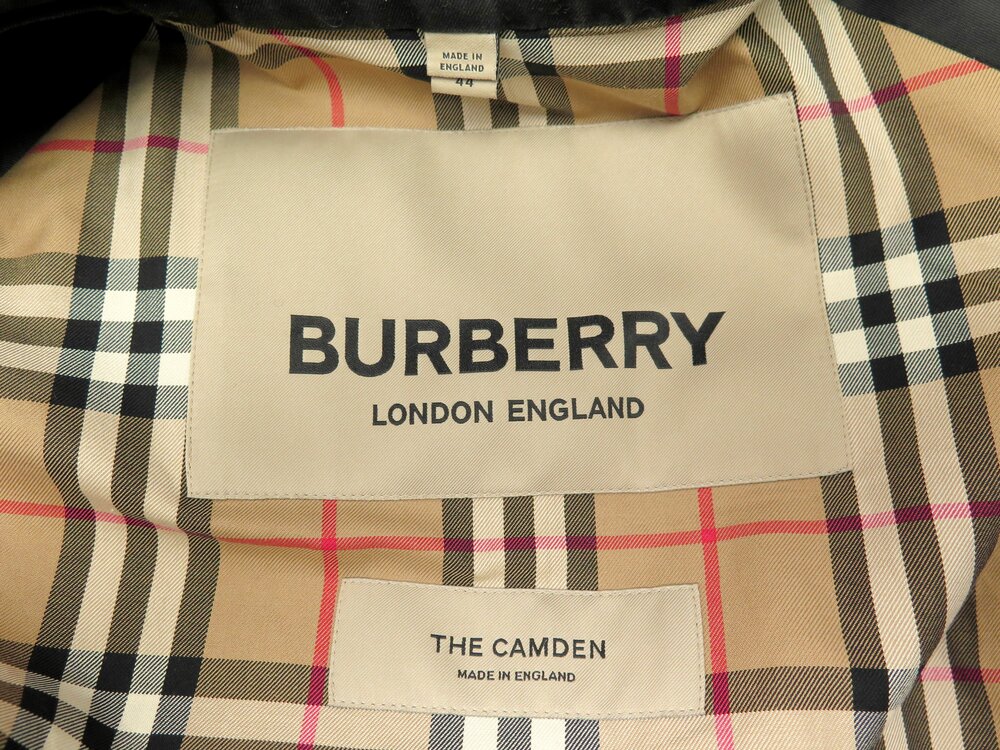 MADE IN
ENGLAND
44
BURBERRY
LONDON ENGLAND
THE CAMDEN
MADE IN ENGLAND